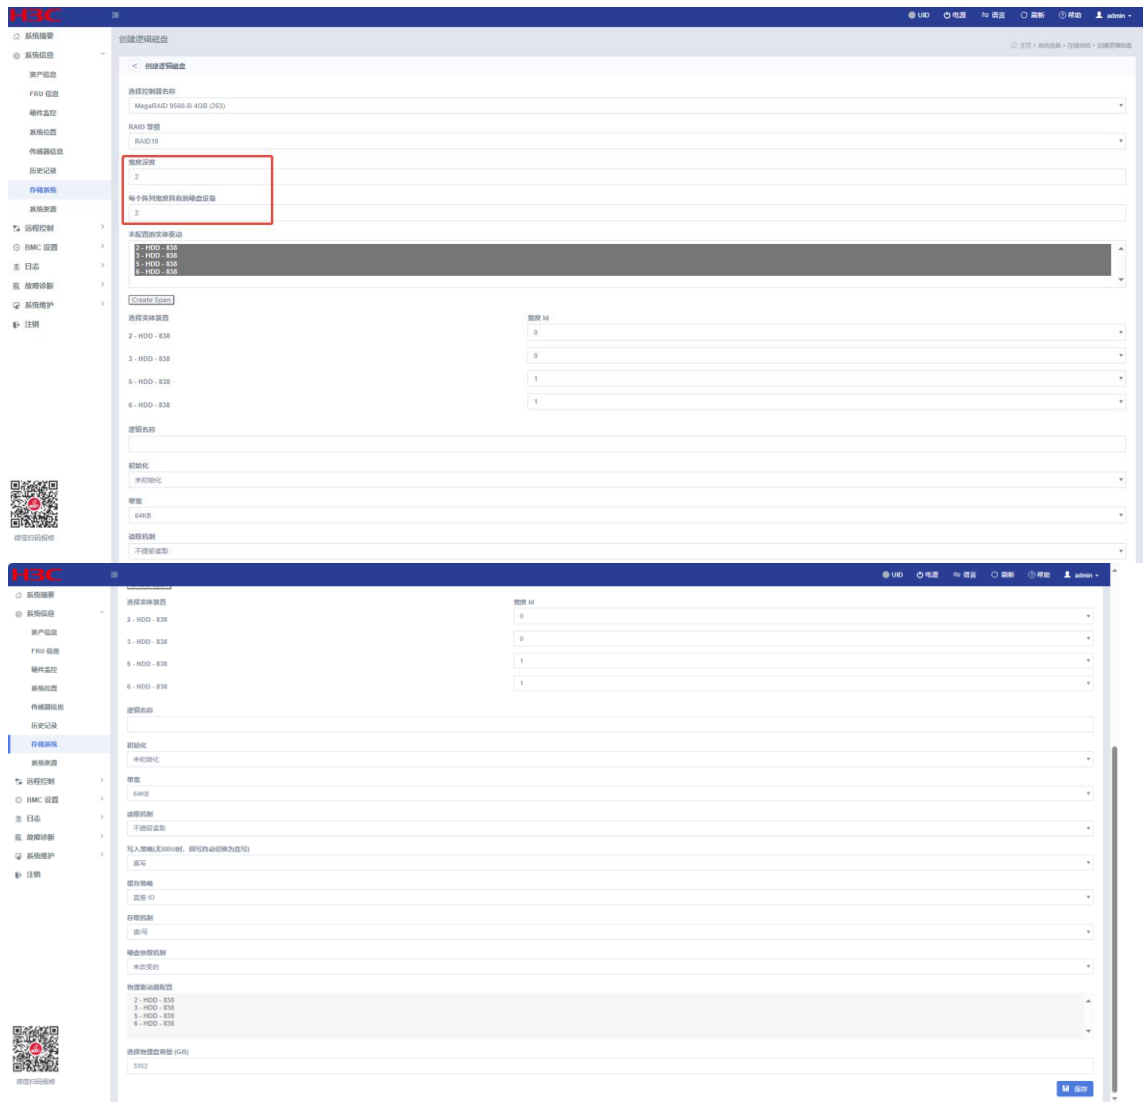 H3C
UID 电源 语言 刷新 帮助 admin
系统摘要
系统信息
资产信息
FRU 信息
硬件监控
系统位置
传感器信息
历史记录
存储系统
系统资源
远程控制
BMC 设置
日志
故障诊断
系统维护
注销
微信扫码报修
创建逻辑磁盘
主页 > 系统信息 > 存储系统 > 创建逻辑磁盘
< 创建逻辑磁盘
选择控制器名称
MegaRAID 9560-8i 4GB (263)
RAID 等级
RAID10
宽度深度
2
每个阵列宽度具有的硬盘设备
2
未配置的实体驱动
2 - HDD - 838
3 - HDD - 838
5 - HDD - 838
6 - HDD - 838
Create Span
选择实体装置 宽度 Id
2 - HDD - 838 0
3 - HDD - 838 0
5 - HDD - 838 1
6 - HDD - 838 1
逻辑名称
初始化
未初始化
带宽
64KB
读取机制
不提前读取
H3C
UID 电源 语言 刷新 帮助 admin
系统摘要
系统信息
资产信息
FRU 信息
硬件监控
系统位置
传感器信息
历史记录
存储系统
系统资源
远程控制
BMC 设置
日志
故障诊断
系统维护
注销
微信扫码报修
选择实体装置 宽度 Id
2 - HDD - 838 0
3 - HDD - 838 0
5 - HDD - 838 1
6 - HDD - 838 1
逻辑名称
初始化
未初始化
带宽
64KB
读取机制
不提前读取
写入策略(无BBU时，回写自动切换为直写)
直写
缓存策略
直接 IO
存取机制
读/写
硬盘快取机制
未改变的
物理驱动器配置
2 - HDD - 838
3 - HDD - 838
5 - HDD - 838
6 - HDD - 838
选择物理盘容量 (GB)
3352
保存